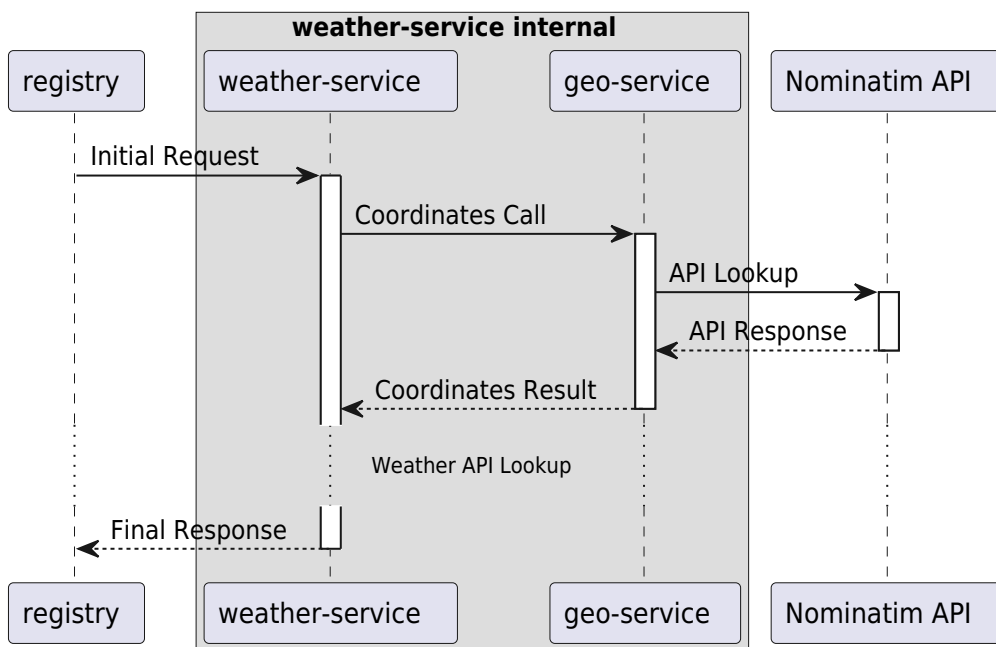 weather-service internal
registry
weather-service
geo-service
Nominatim API
Initial Request
Coordinates Call
API Lookup
API Response
Coordinates Result
Weather API Lookup
Final Response
registry
weather-service
geo-service
Nominatim API